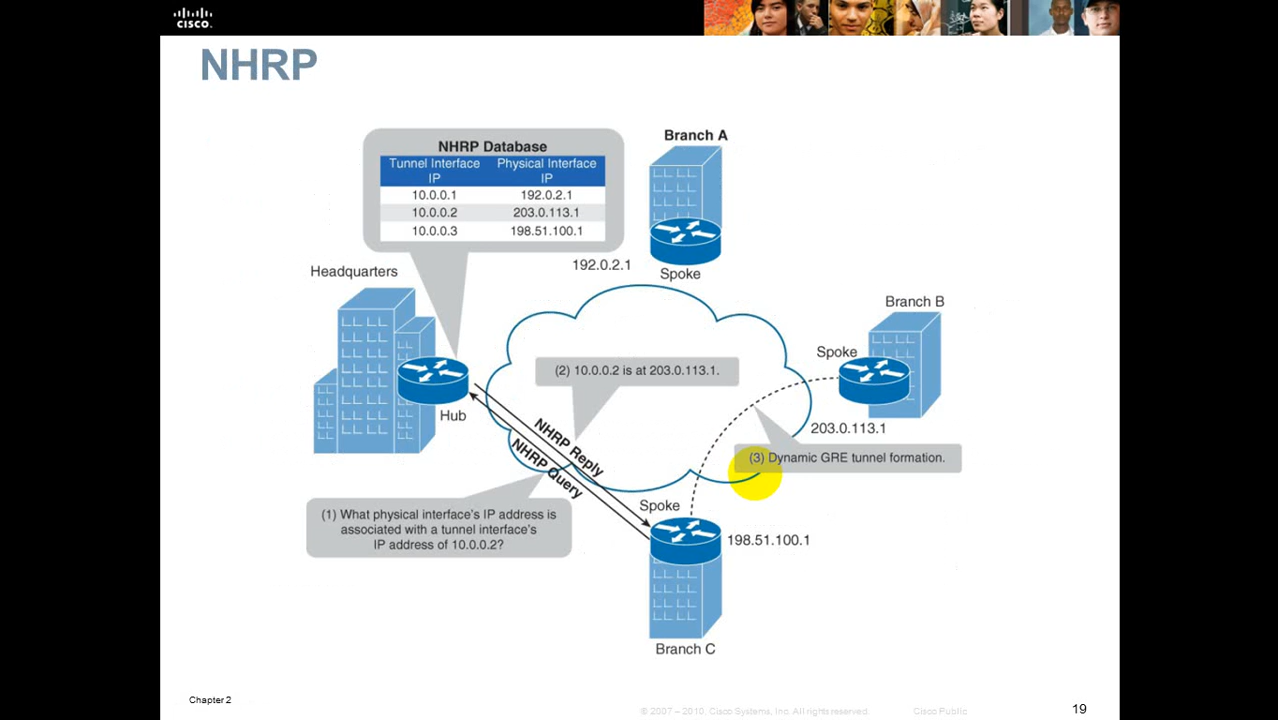 CISCO
NHRP
Branch A
NHRP Database
Tunnel Interface Physical Interface
IP IP
10.0.0.1 192.0.2.1
10.0.0.2 203.0.113.1
10.0.0.3 198.51.100.1
192.0.2.1
Spoke
Headquarters
Branch B
Spoke
(2) 10.0.0.2 is at 203.0.113.1.
Hub
203.0.113.1
NHRP Reply
NHRP Query
(3) Dynamic GRE tunnel formation.
Spoke
(1) What physical interface's IP address is
associated with a tunnel interface's
IP address of 10.0.0.2?
198.51.100.1
Branch C
Chapter 2
© 2007 – 2010, Cisco Systems, Inc. All rights reserved.
Cisco Public
19